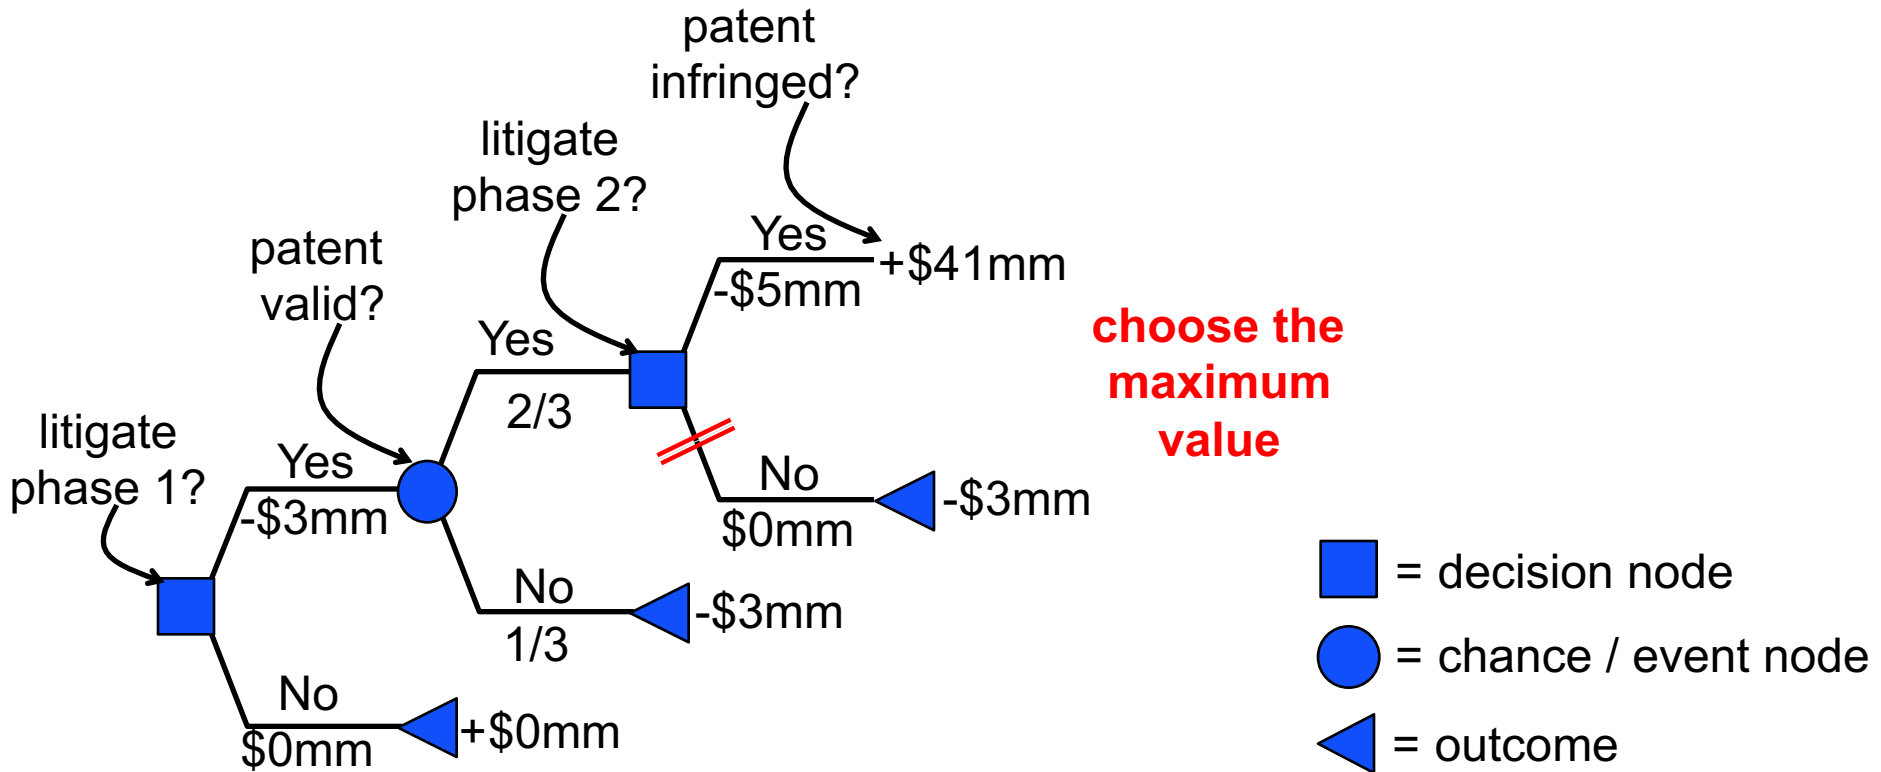 patent
infringed?
litigate
phase 2?
Yes
-$5mm
+$41mm
patent
valid?
Yes
2/3
choose the
maximum
value
litigate
phase 1?
Yes
-$3mm
No
$0mm
-$3mm
No
1/3
-$3mm
No
$0mm
+$0mm
= decision node
= chance / event node
= outcome